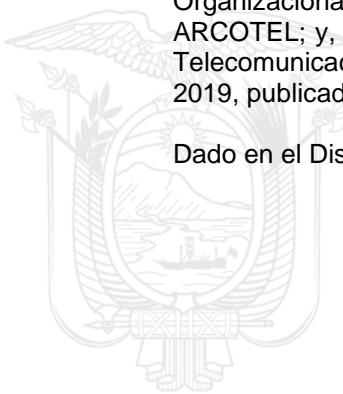 Organizaciona
ARCOTEL; y,
Telecomunicac
2019, publicad
Dado en el Dis